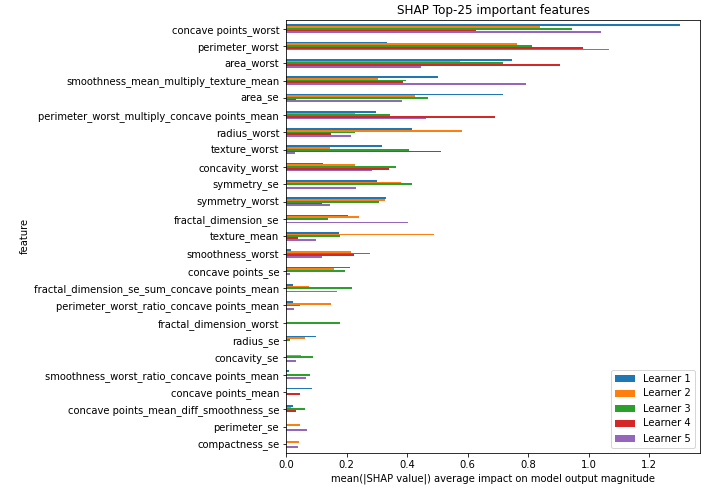 SHAP Top-25 important features
concave points_worst
perimeter_worst
area_worst
smoothness_mean_multiply_texture_mean
area_se
perimeter_worst_multiply_concave points_mean
radius_worst
texture_worst
concavity_worst
symmetry_se
symmetry_worst
fractal_dimension_se
texture_mean
smoothness_worst
concave points_se
fractal_dimension_se_sum_concave points_mean
perimeter_worst_ratio_concave points_mean
fractal_dimension_worst
radius_se
concavity_se
smoothness_worst_ratio_concave points_mean
concave points_mean
concave points_mean_diff_smoothness_se
perimeter_se
compactness_se
feature
Learner 1
Learner 2
Learner 3
Learner 4
Learner 5
0.0 0.2 0.4 0.6 0.8 1.0 1.2
mean(|SHAP value|) average impact on model output magnitude